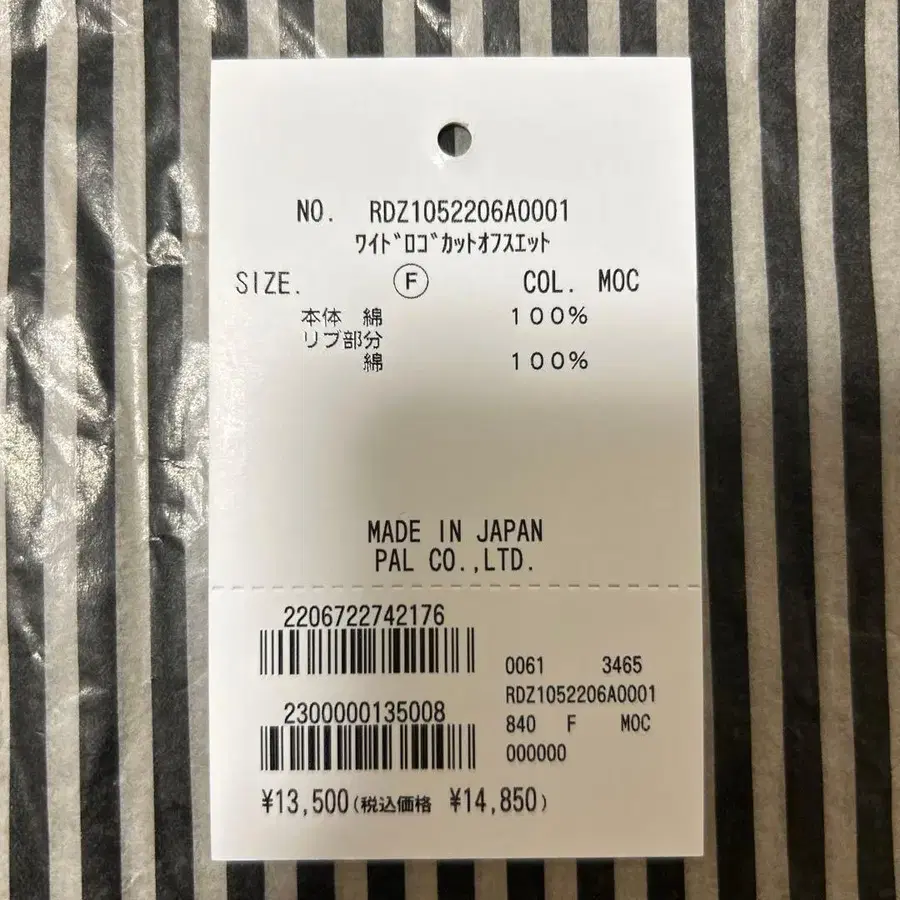 NO. RDZ1052206A0001
ﾜｲﾄﾞﾛｺﾞｶｯﾄｵﾌｽｴｯﾄ
SIZE. Ⓕ COL. MOC
本体 綿 100%
リブ部分
綿 100%
MADE IN JAPAN
PAL CO.,LTD.
2206722742176
0061 3465
RDZ1052206A0001
2300000135008
840 F MOC
000000
¥13,500(税込価格 ¥14,850)